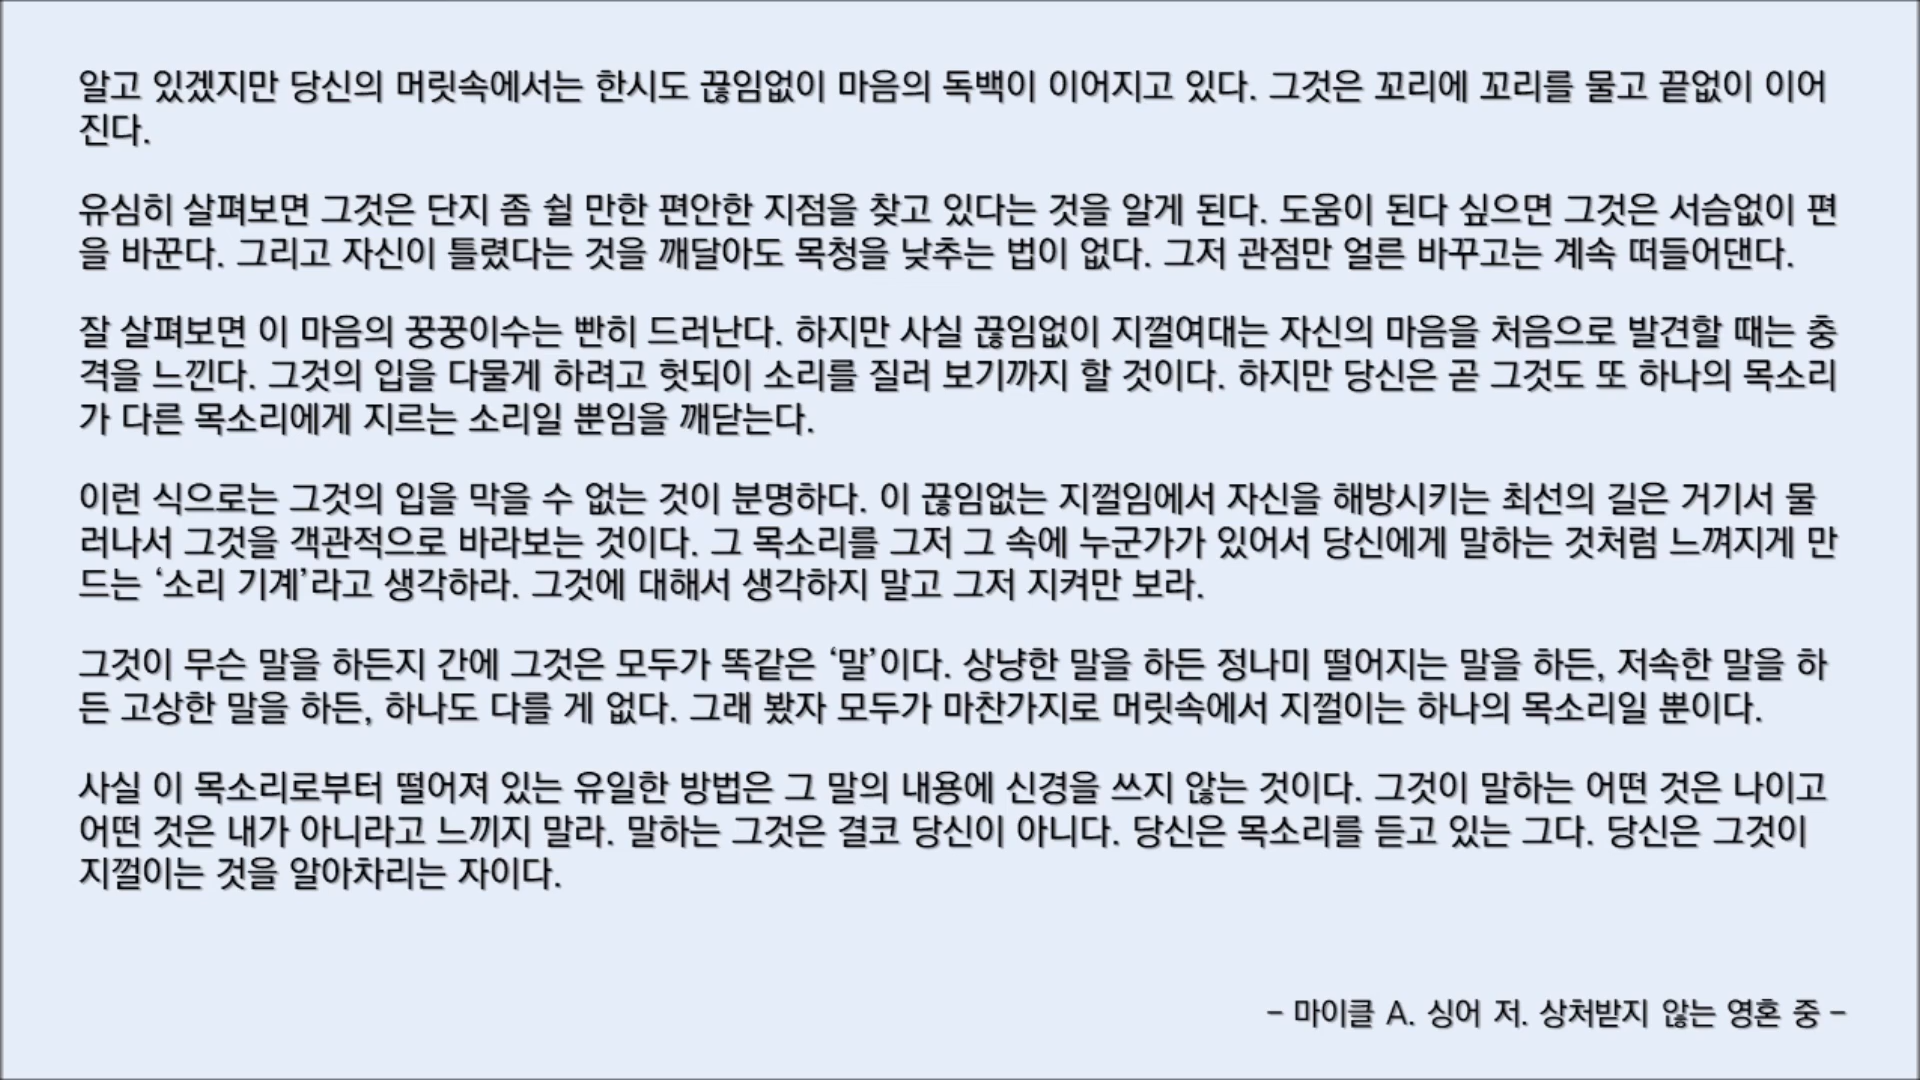 알고 있겠지만 당신의 머릿속에서는 한시도 끊임없이 마음의 독백이 이어지고 있다. 그것은 꼬리에 꼬리를 물고 끝없이 이어
진다.
유심히 살펴보면 그것은 단지 좀 쉴 만한 편안한 지점을 찾고 있다는 것을 알게 된다. 도움이 된다 싶으면 그것은 서슴없이 편
을 바꾼다. 그리고 자신이 틀렸다는 것을 깨달아도 목청을 낮추는 법이 없다. 그저 관점만 얼른 바꾸고는 계속 떠들어댄다.
잘 살펴보면 이 마음의 꿍꿍이수는 빤히 드러난다. 하지만 사실 끊임없이 지껄여대는 자신의 마음을 처음으로 발견할 때는 충
격을 느낀다. 그것의 입을 다물게 하려고 헛되이 소리를 질러 보기까지 할 것이다. 하지만 당신은 곧 그것도 또 하나의 목소리
가 다른 목소리에게 지르는 소리일 뿐임을 깨닫는다.
이런 식으로는 그것의 입을 막을 수 없는 것이 분명하다. 이 끊임없는 지껄임에서 자신을 해방시키는 최선의 길은 거기서 물
러나서 그것을 객관적으로 바라보는 것이다. 그 목소리를 그저 그 속에 누군가가 있어서 당신에게 말하는 것처럼 느껴지게 만
드는 ‘소리 기계’라고 생각하라. 그것에 대해서 생각하지 말고 그저 지켜만 보라.
그것이 무슨 말을 하든지 간에 그것은 모두가 똑같은 ‘말’이다. 상냥한 말을 하든 정나미 떨어지는 말을 하든, 저속한 말을 하
든 고상한 말을 하든, 하나도 다를 게 없다. 그래 봤자 모두가 마찬가지로 머릿속에서 지껄이는 하나의 목소리일 뿐이다.
사실 이 목소리로부터 떨어져 있는 유일한 방법은 그 말의 내용에 신경을 쓰지 않는 것이다. 그것이 말하는 어떤 것은 나이고
어떤 것은 내가 아니라고 느끼지 말라. 말하는 그것은 결코 당신이 아니다. 당신은 목소리를 듣고 있는 그다. 당신은 그것이
지껄이는 것을 알아차리는 자이다.
- 마이클 A. 싱어 저. 상처받지 않는 영혼 중 -